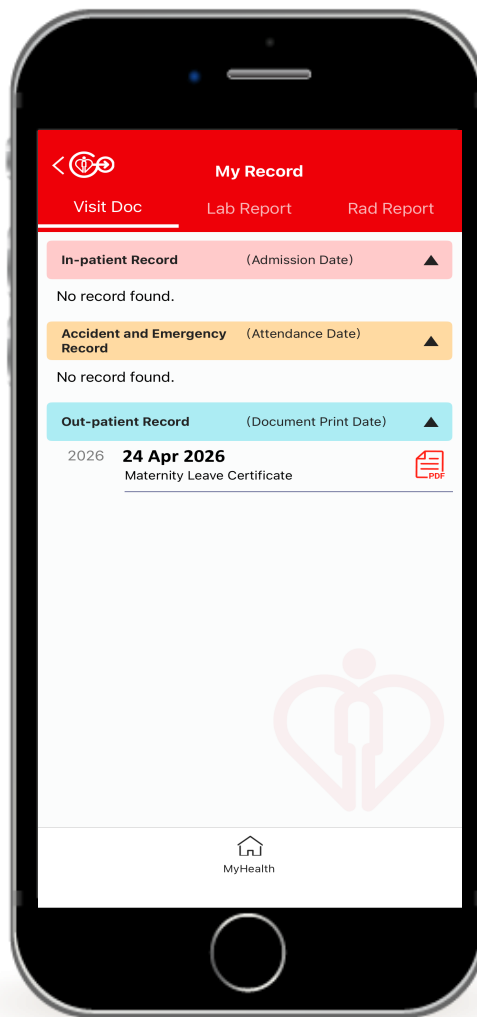 My Record
Visit Doc Lab Report Rad Report
In-patient Record (Admission Date)
No record found.
Accident and Emergency (Attendance Date)
Record
No record found.
Out-patient Record (Document Print Date)
2026 24 Apr 2026
Maternity Leave Certificate
PDF
MyHealth